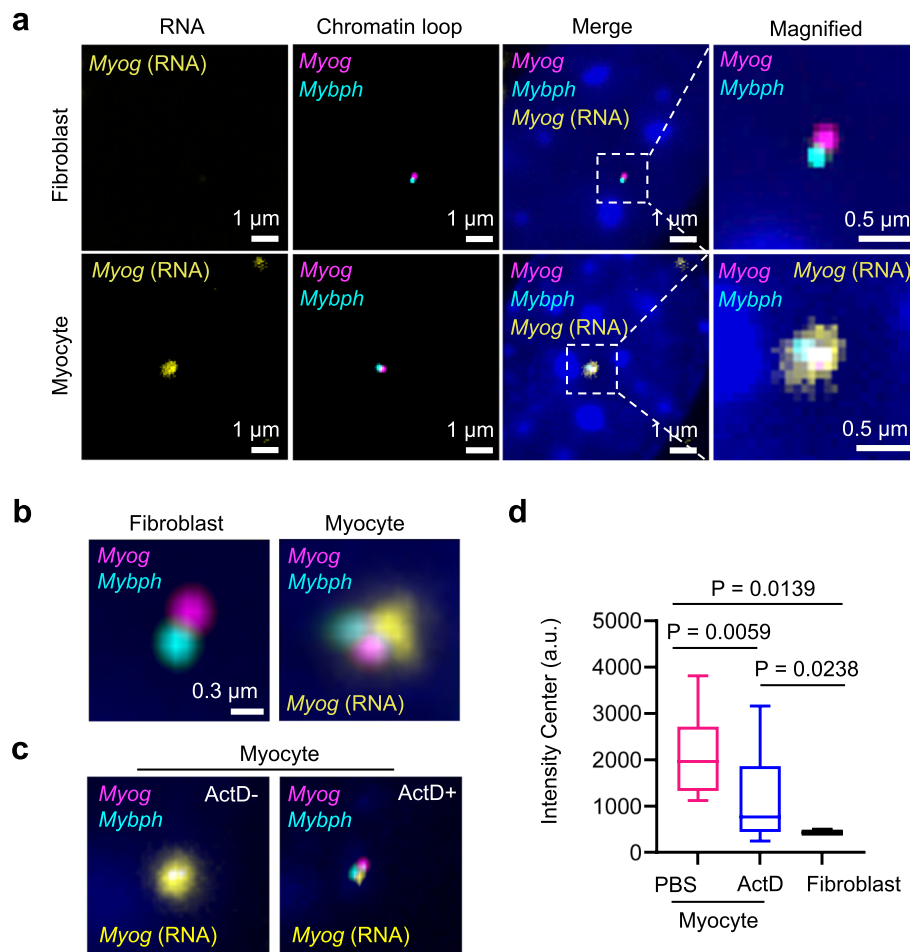 a
RNA
Chromatin loop
Merge
Magnified
Fibroblast
Myog (RNA)
1 µm
Myog
Mybph
1 µm
Myog
Mybph
Myog (RNA)
1 µm
Myog
Mybph
0.5 µm
Myocyte
Myog (RNA)
1 µm
Myog
Mybph
1 µm
Myog
Mybph
Myog (RNA)
1 µm
Myog Myog (RNA)
Mybph
0.5 µm
b
Fibroblast
Myocyte
Myog
Mybph
0.3 µm
Myog
Mybph
Myog (RNA)
c
Myocyte
Myog ActD-
Mybph
Myog (RNA)
Myog ActD+
Mybph
Myog (RNA)
d
P = 0.0139
P = 0.0059
P = 0.0238
Intensity Center (a.u.)
5000
4000
3000
2000
1000
0
PBS ActD Fibroblast
Myocyte